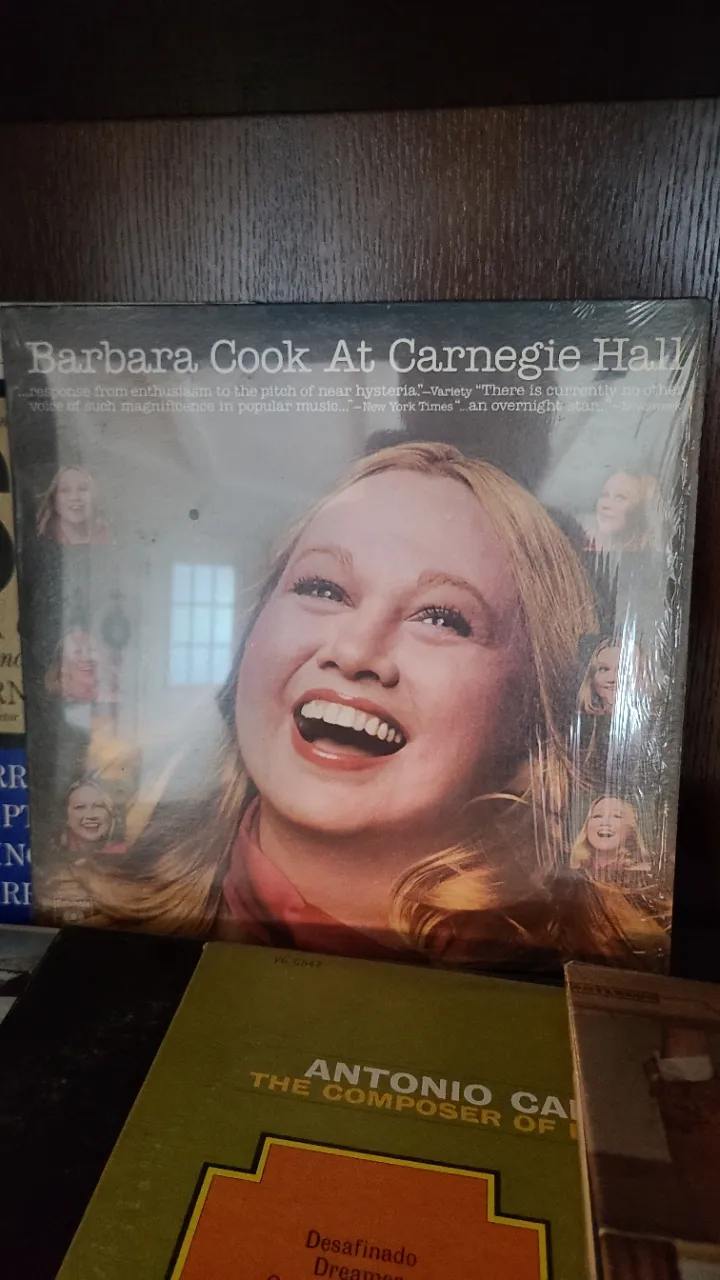 Barbara Cook At Carnegie Hall
"...response from enthusiasm to the pitch of near hysteria."—Variety "There is currently no other
voice of such magnificence in popular music..."—New York Times "...an overnight star."—
V6-8547
ANTONIO CA
THE COMPOSER OF
Desafinado